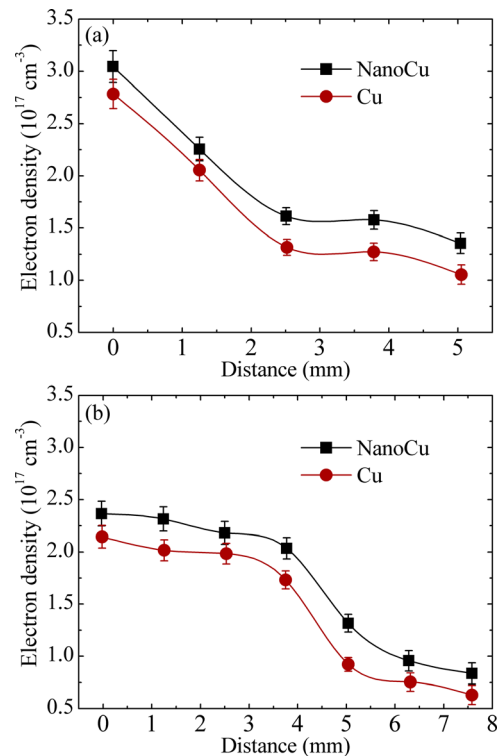 (a)
NanoCu
Cu
Electron density (10^17 cm^-3)
3.5
3.0
2.5
2.0
1.5
1.0
0.5
0 1 2 3 4 5
Distance (mm)
(b)
NanoCu
Cu
Electron density (10^17 cm^-3)
3.5
3.0
2.5
2.0
1.5
1.0
0.5
0 1 2 3 4 5 6 7 8
Distance (mm)